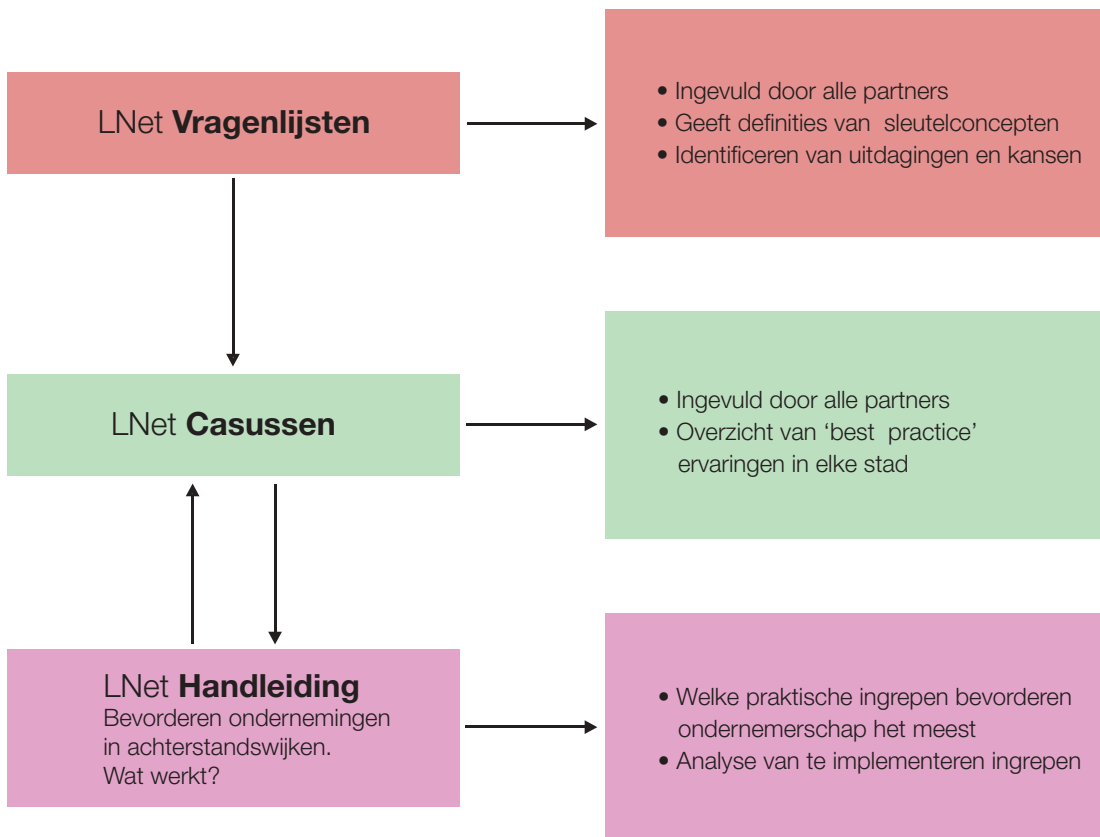 LNet Vragenlijsten
• Ingevuld door alle partners
• Geeft definities van sleutelconcepten
• Identificeren van uitdagingen en kansen
LNet Casussen
• Ingevuld door alle partners
• Overzicht van ‘best practice’
ervaringen in elke stad
LNet Handleiding
Bevorderen ondernemingen
in achterstandswijken.
Wat werkt?
• Welke praktische ingrepen bevorderen
ondernemerschap het meest
• Analyse van te implementeren ingrepen